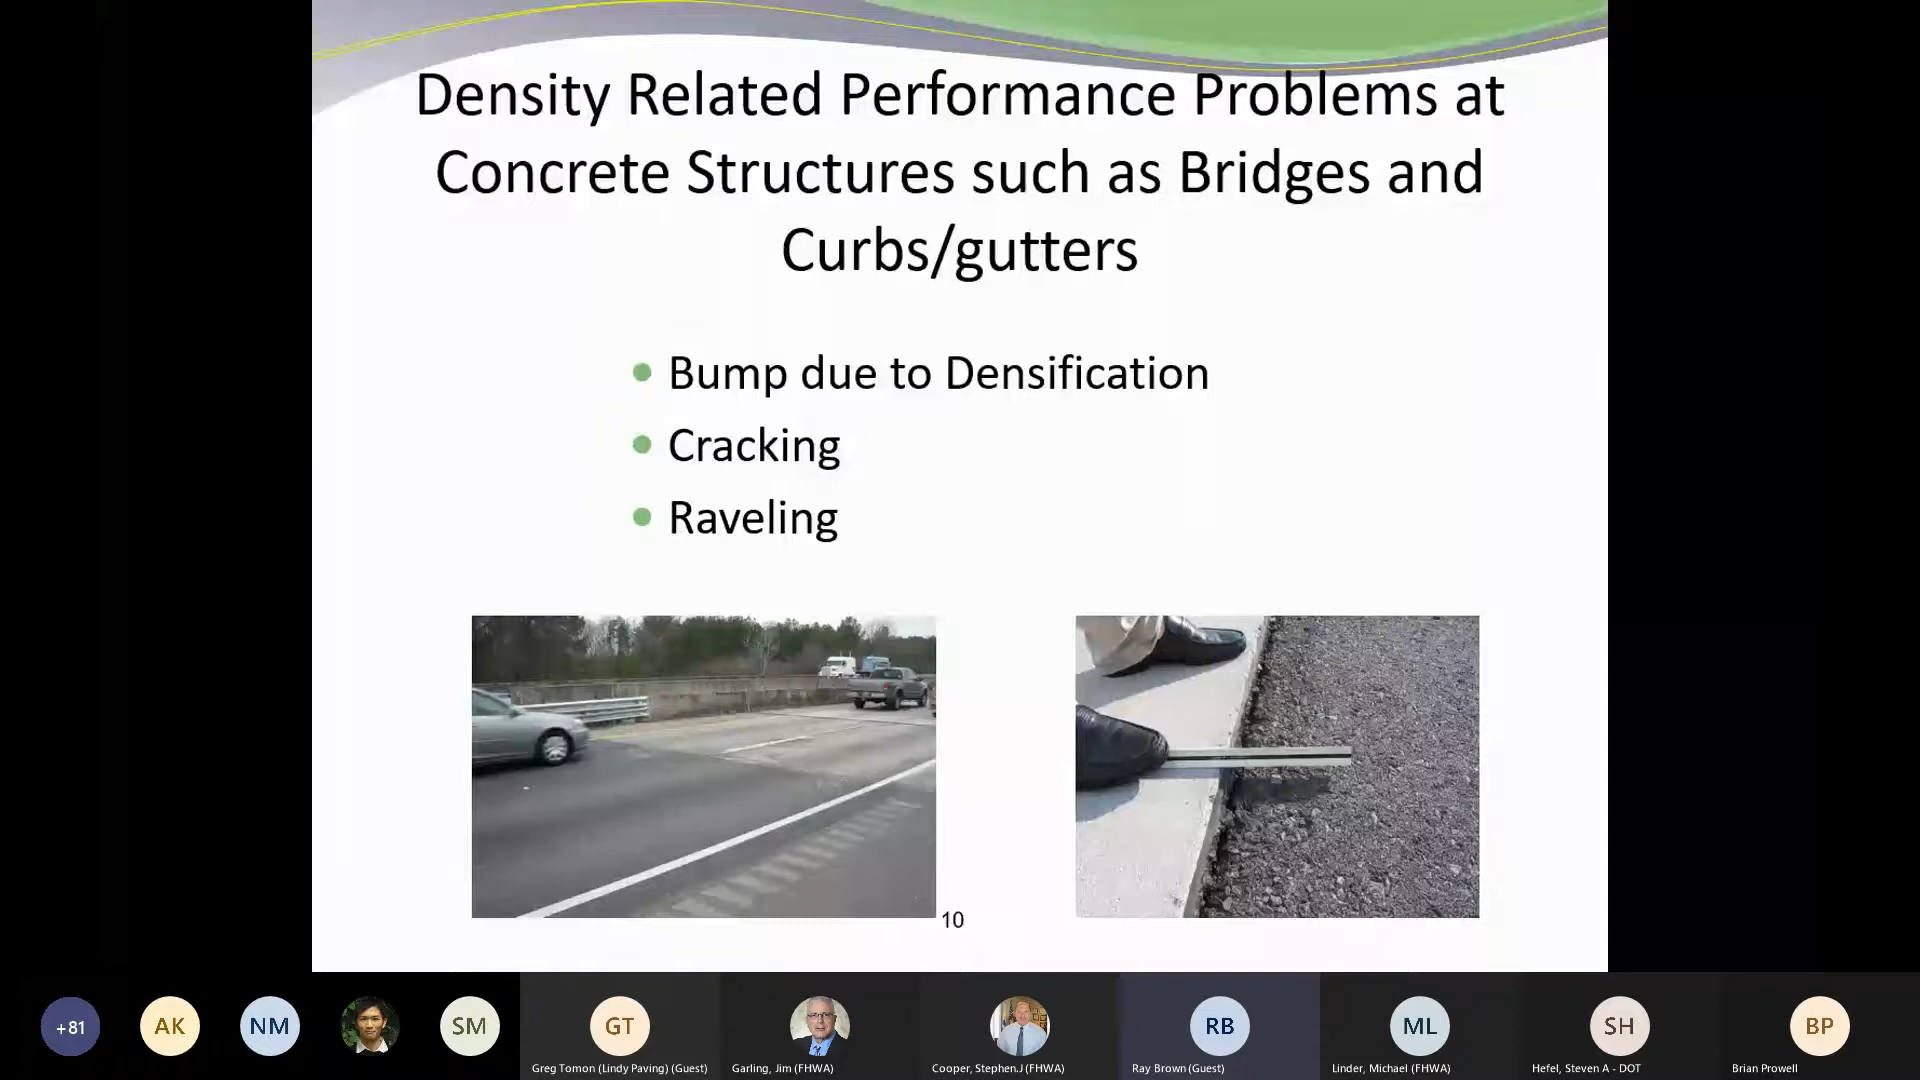 Density Related Performance Problems at
Concrete Structures such as Bridges and
Curbs/gutters
Bump due to Densification
Cracking
Raveling
10
+81
AK
NM
SM
GT
RB
ML
SH
BP
Greg Tomon (Lindy Paving) (Guest)
Garling, Jim (FHWA)
Cooper, Stephen.J (FHWA)
Ray Brown (Guest)
Linder, Michael (FHWA)
Hefel, Steven A - DOT
Brian Prowell